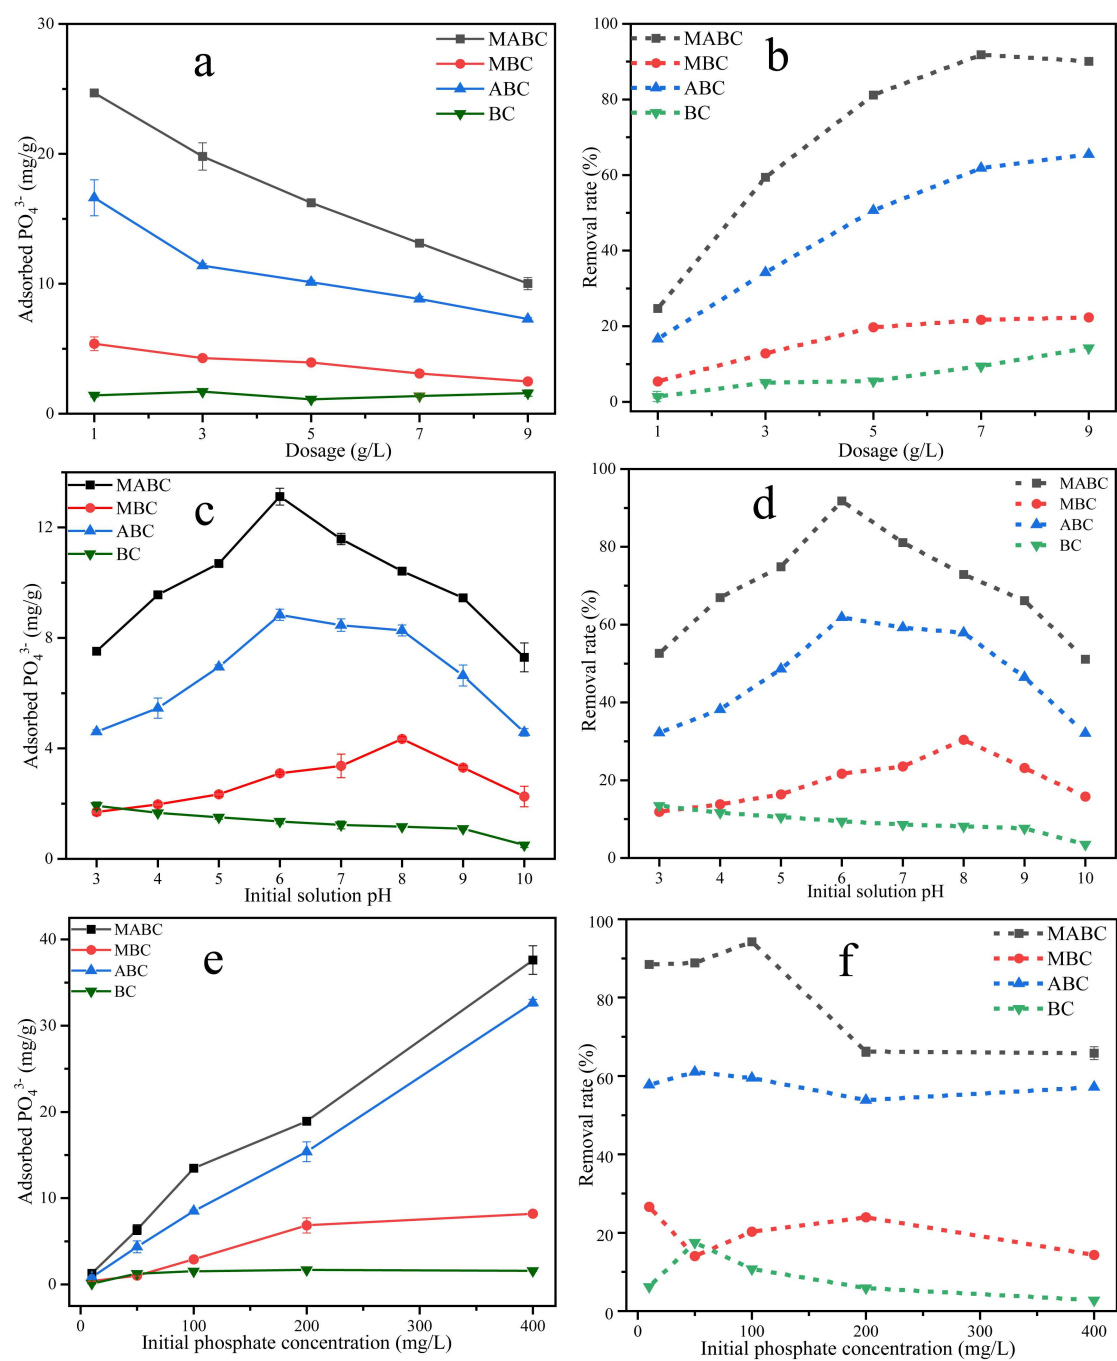 a
MABC
MBC
ABC
BC
30
20
10
0
Adsorbed PO₄³⁻ (mg/g)
1 3 5 7 9
Dosage (g/L)
b
MABC
MBC
ABC
BC
100
80
60
40
20
0
Removal rate (%)
1 3 5 7 9
Dosage (g/L)
c
MABC
MBC
ABC
BC
12
8
4
0
Adsorbed PO₄³⁻ (mg/g)
3 4 5 6 7 8 9 10
Initial solution pH
d
MABC
MBC
ABC
BC
100
80
60
40
20
0
Removal rate (%)
3 4 5 6 7 8 9 10
Initial solution pH
e
MABC
MBC
ABC
BC
40
30
20
10
0
Adsorbed PO₄³⁻ (mg/g)
0 100 200 300 400
Initial phosphate concentration (mg/L)
f
MABC
MBC
ABC
BC
100
80
60
40
20
0
Removal rate (%)
0 100 200 300 400
Initial phosphate concentration (mg/L)